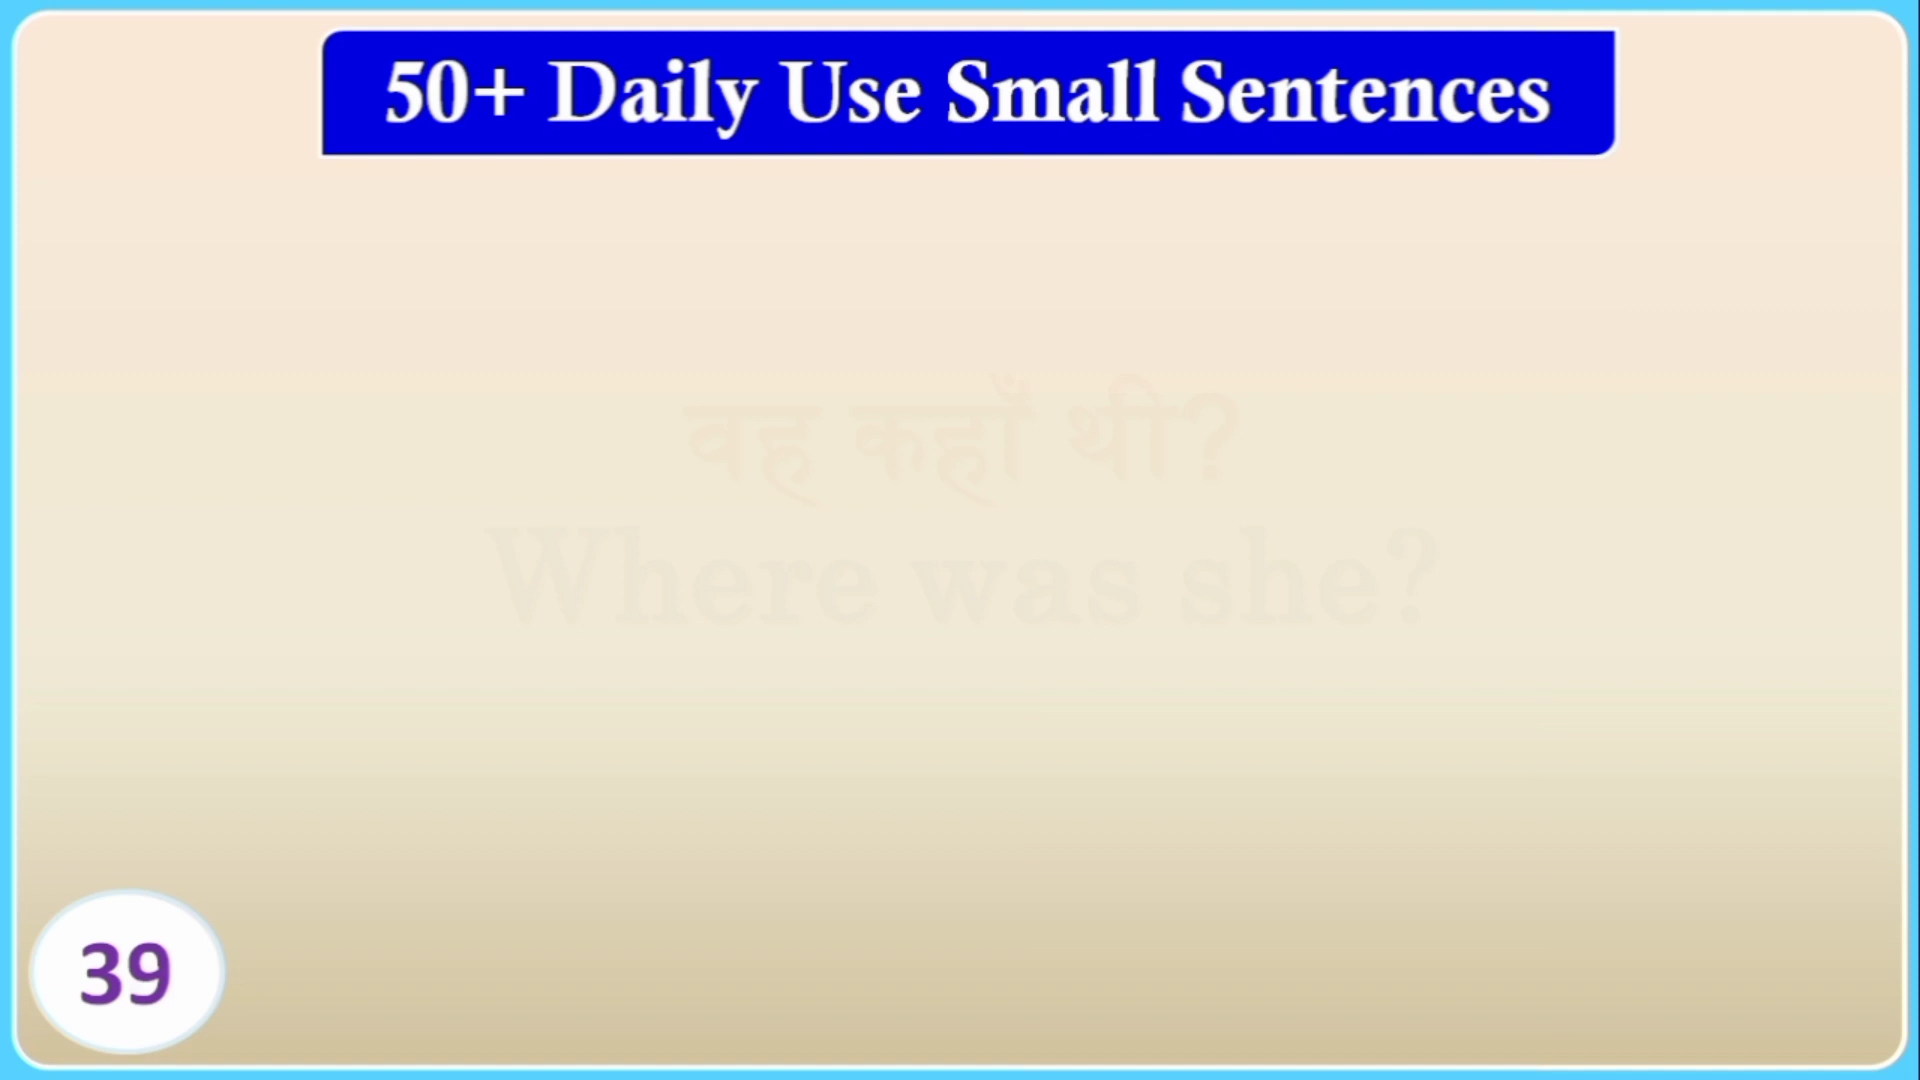 50+ Daily Use Small Sentences
वह कहाँ थी?
Where was she?
39